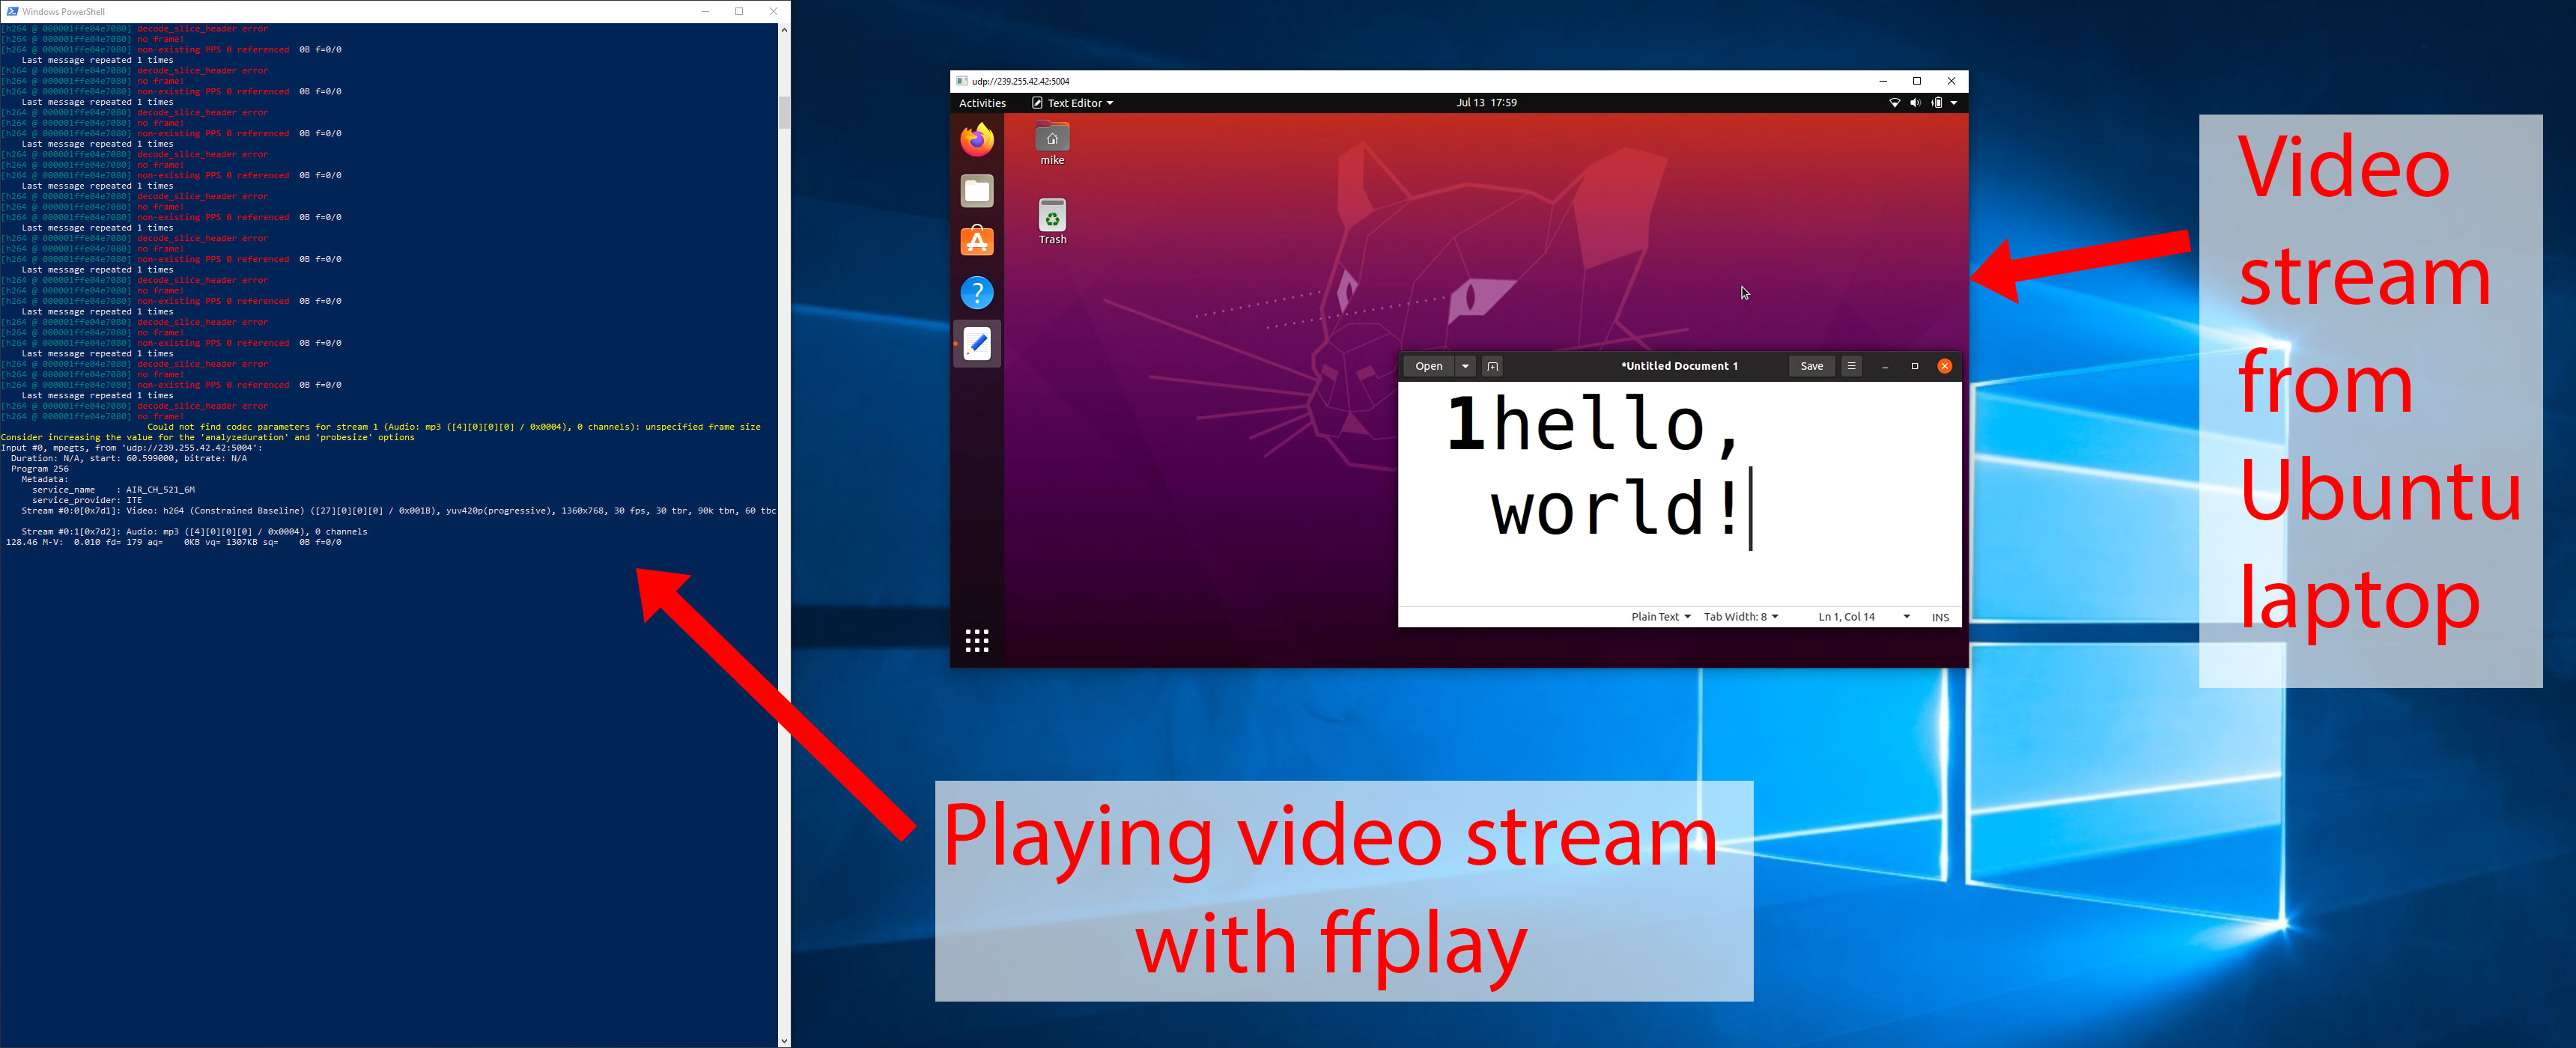 Windows PowerShell
[h264 @ 000001ffe04e7080] decode_slice_header error
[h264 @ 000001ffe04e7080] no frame!
[h264 @ 000001ffe04e7080] non-existing PPS 0 referenced  0B f=0/0
Last message repeated 1 times
[h264 @ 000001ffe04e7080] decode_slice_header error
[h264 @ 000001ffe04e7080] no frame!
[h264 @ 000001ffe04e7080] non-existing PPS 0 referenced  0B f=0/0
Last message repeated 1 times
[h264 @ 000001ffe04e7080] decode_slice_header error
[h264 @ 000001ffe04e7080] no frame!
[h264 @ 000001ffe04e7080] non-existing PPS 0 referenced  0B f=0/0
Last message repeated 1 times
[h264 @ 000001ffe04e7080] decode_slice_header error
[h264 @ 000001ffe04e7080] no frame!
[h264 @ 000001ffe04e7080] non-existing PPS 0 referenced  0B f=0/0
Last message repeated 1 times
[h264 @ 000001ffe04e7080] decode_slice_header error
[h264 @ 000001ffe04e7080] no frame!
[h264 @ 000001ffe04e7080] non-existing PPS 0 referenced  0B f=0/0
Last message repeated 1 times
[h264 @ 000001ffe04e7080] decode_slice_header error
[h264 @ 000001ffe04e7080] no frame!
[h264 @ 000001ffe04e7080] non-existing PPS 0 referenced  0B f=0/0
Last message repeated 1 times
[h264 @ 000001ffe04e7080] decode_slice_header error
[h264 @ 000001ffe04e7080] no frame!
[h264 @ 000001ffe04e7080] non-existing PPS 0 referenced  0B f=0/0
Last message repeated 1 times
[h264 @ 000001ffe04e7080] decode_slice_header error
[h264 @ 000001ffe04e7080] no frame!
[h264 @ 000001ffe04e7080] non-existing PPS 0 referenced  0B f=0/0
Last message repeated 1 times
[h264 @ 000001ffe04e7080] decode_slice_header error
[h264 @ 000001ffe04e7080] no frame!
[h264 @ 000001ffe04e7080] non-existing PPS 0 referenced  0B f=0/0
Last message repeated 1 times
[h264 @ 000001ffe04e7080] decode_slice_header error
[h264 @ 000001ffe04e7080] no frame!
Could not find codec parameters for stream 1 (Audio: mp3 ([4][0][0][0] / 0x0004), 0 channels): unspecified frame size
Consider increasing the value for the 'analyzeduration' and 'probesize' options
Input #0, mpegts, from 'udp://239.255.42.42:5004':
Duration: N/A, start: 60.599000, bitrate: N/A
Program 256
Metadata:
service_name    : AIR_CH_521_6M
service_provider: ITE
Stream #0:0[0x7d1]: Video: h264 (Constrained Baseline) ([27][0][0][0] / 0x001B), yuv420p(progressive), 1360x768, 30 fps, 30 tbr, 90k tbn, 60 tbc
Stream #0:1[0x7d2]: Audio: mp3 ([4][0][0][0] / 0x0004), 0 channels
128.46 M-V:  0.010 fd= 179 aq=    0KB vq= 1307KB sq=    0B f=0/0
udp://239.255.42.42:5004
Activities Text Editor Jul 13 17:59
mike
Trash
Open *Untitled Document 1 Save
1 hello,
world!
Plain Text Tab Width: 8 Ln 1, Col 14 INS
Video
stream
from
Ubuntu
laptop
Playing video stream
with ffplay